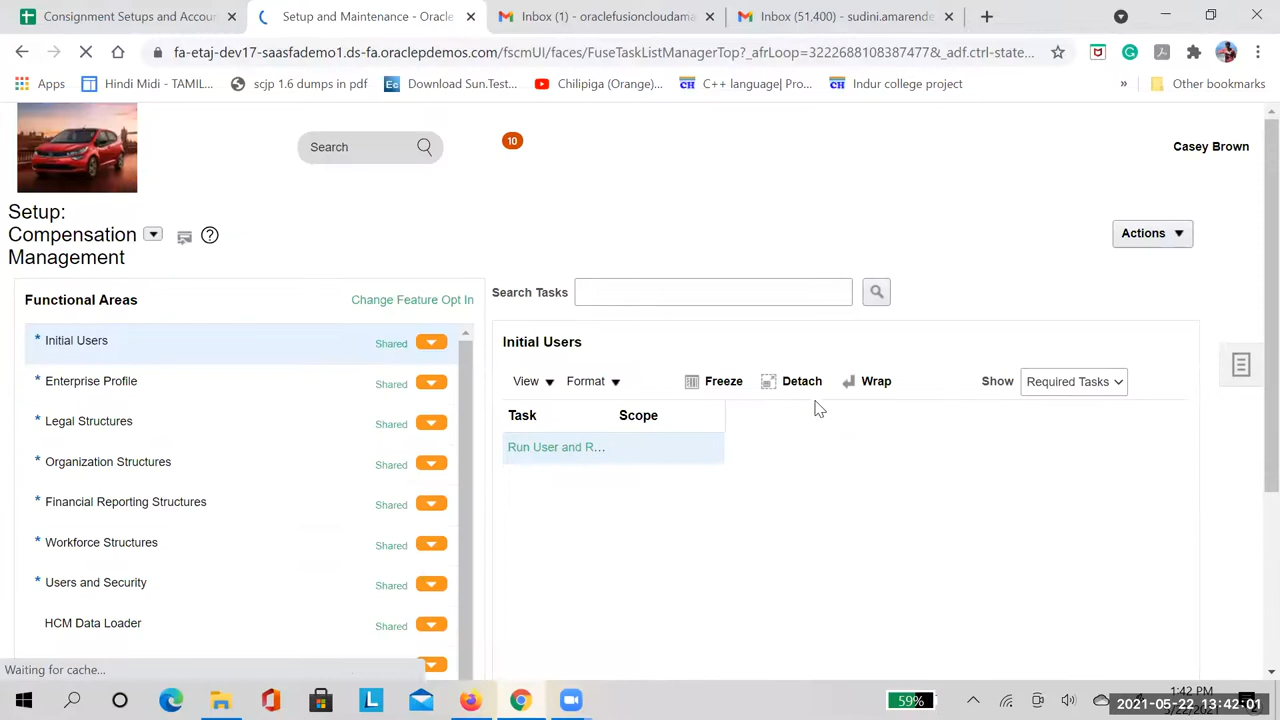 Consignment Setups and Accou
Setup and Maintenance - Oracle
Inbox (1) - oraclefusioncloudama
Inbox (51,400) - sudini.amarende
fa-etaj-dev17-saasfademo1.ds-fa.oraclepdemos.com/fscmUI/faces/FuseTaskListManagerTop?_afrLoop=32226881083874477&_adf.ctrl-state...
Apps
Hindi Midi - TAMIL...
scjp 1.6 dumps in pdf
Download Sun.Test...
Chilipiga (Orange)...
C++ language| Pro...
Indur college project
»
Other bookmarks
Search
10
Casey Brown
Setup:
Compensation
Management
Actions
Functional Areas
Change Feature Opt In
* Initial Users Shared
* Enterprise Profile Shared
* Legal Structures Shared
* Organization Structures Shared
* Financial Reporting Structures Shared
* Workforce Structures Shared
* Users and Security Shared
HCM Data Loader Shared
Search Tasks
Initial Users
View Format Freeze Detach Wrap Show Required Tasks
Task Scope
Run User and R...
Waiting for cache...
59%
1:42 PM
2021-05-22 13:42:01